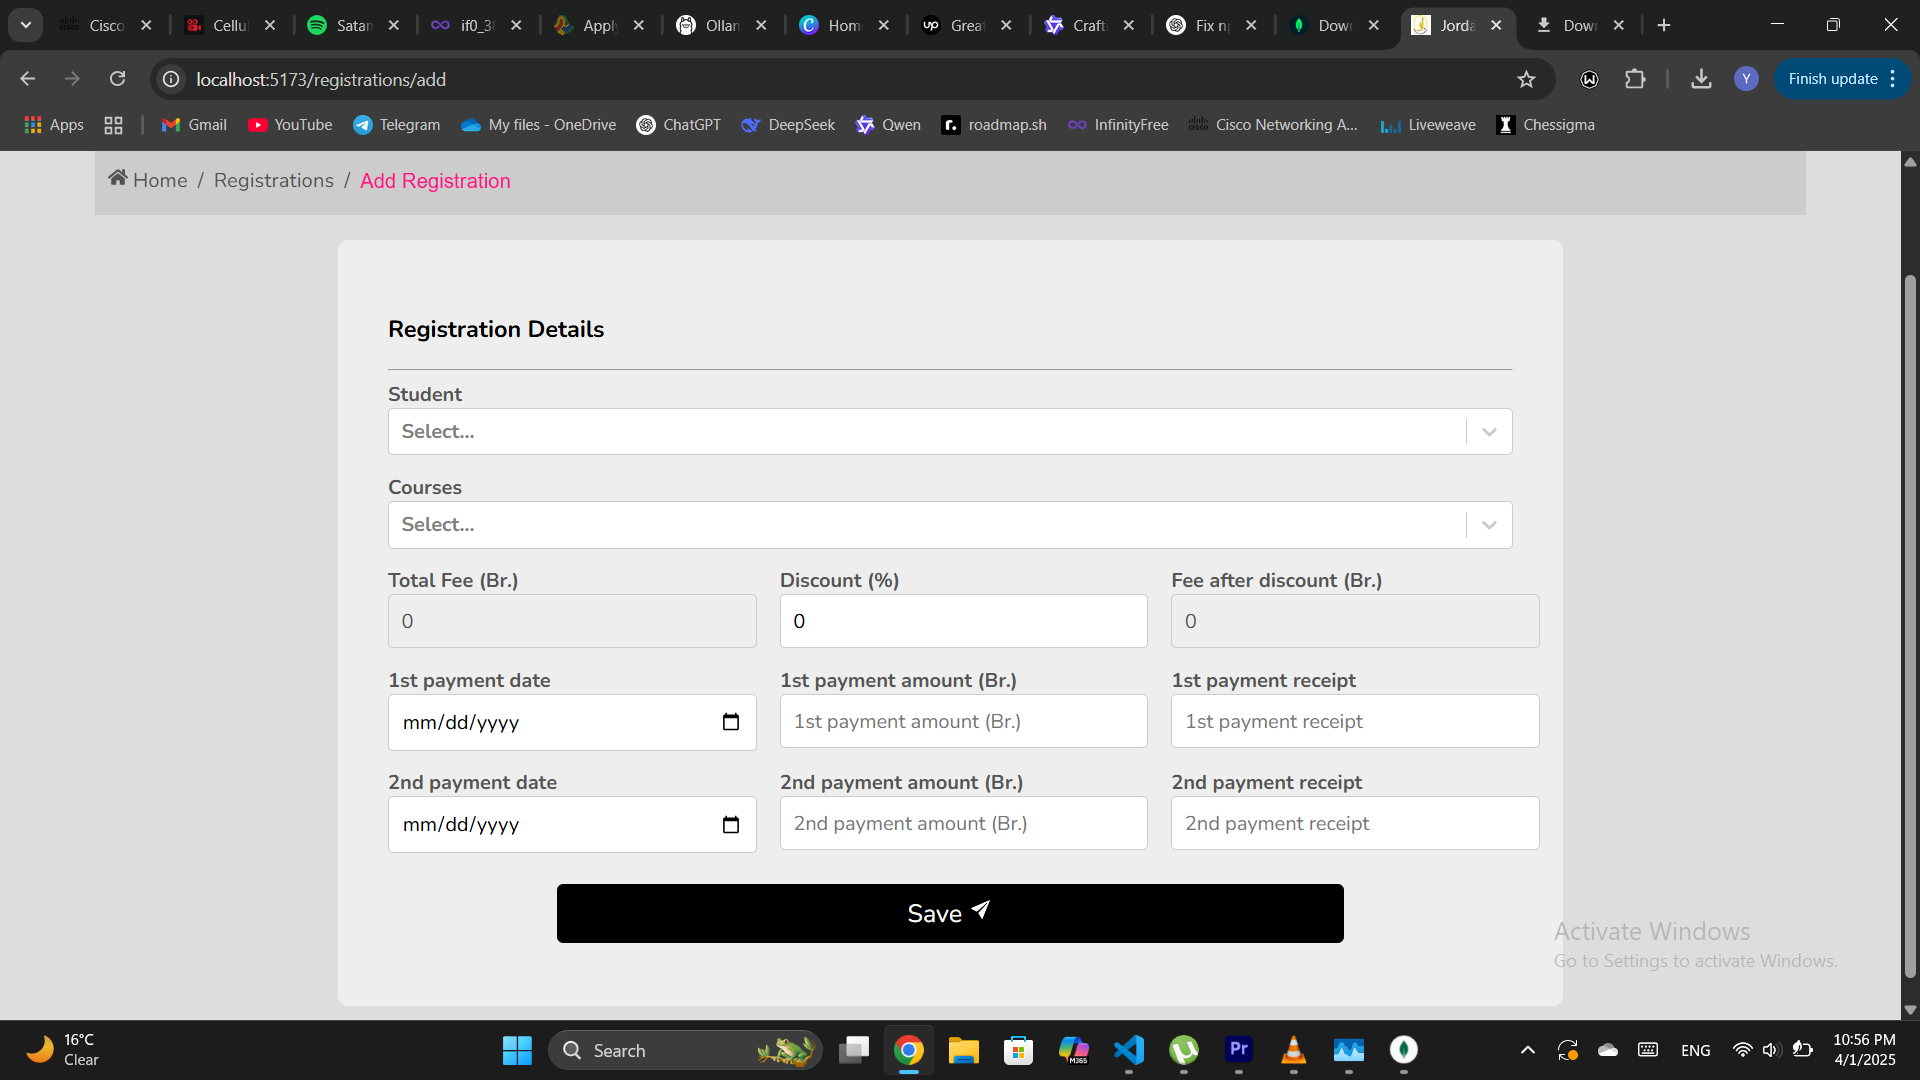 Cisco
Cellu
Satan
if0_3
Apply
Ollam
Home
Great
Craft
Fix n
Down
Jorda
Down
localhost:5173/registrations/add
Y
Finish update
Apps
Gmail
YouTube
Telegram
My files - OneDrive
ChatGPT
DeepSeek
Qwen
roadmap.sh
InfinityFree
Cisco Networking A...
Liveweave
Chessigma
Home / Registrations / Add Registration
Registration Details
Student
Select...
Courses
Select...
Total Fee (Br.) Discount (%) Fee after discount (Br.)
0 0 0
1st payment date 1st payment amount (Br.) 1st payment receipt
mm/dd/yyyy 1st payment amount (Br.) 1st payment receipt
2nd payment date 2nd payment amount (Br.) 2nd payment receipt
mm/dd/yyyy 2nd payment amount (Br.) 2nd payment receipt
Save
Activate Windows
Go to Settings to activate Windows.
16°C
Clear
Search
M365
Pr
ENG
10:56 PM
4/1/2025